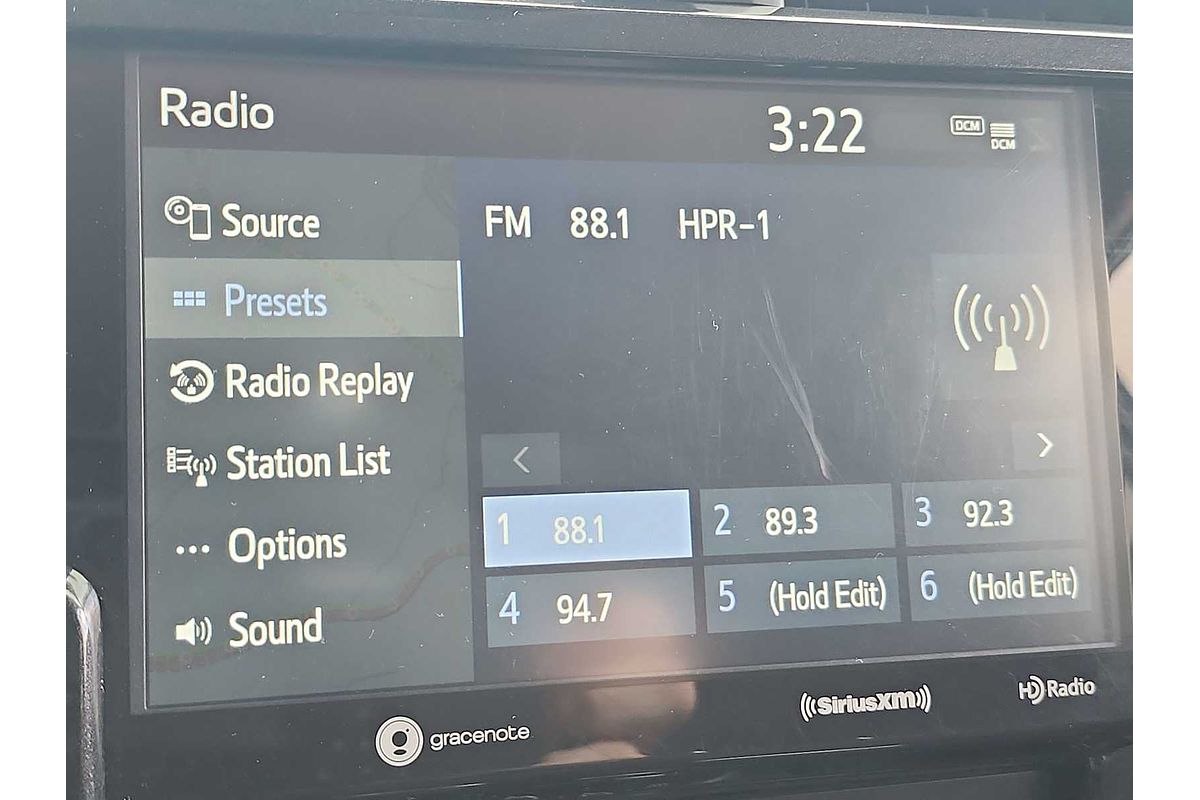 Radio
3:22
DCM
DCM
Source
FM 88.1 HPR-1
Presets
Radio Replay
Station List
Options
Sound
< >
1 88.1
2 89.3
3 92.3
4 94.7
5 (Hold Edit)
6 (Hold Edit)
gracenote
SiriusXM
HD Radio